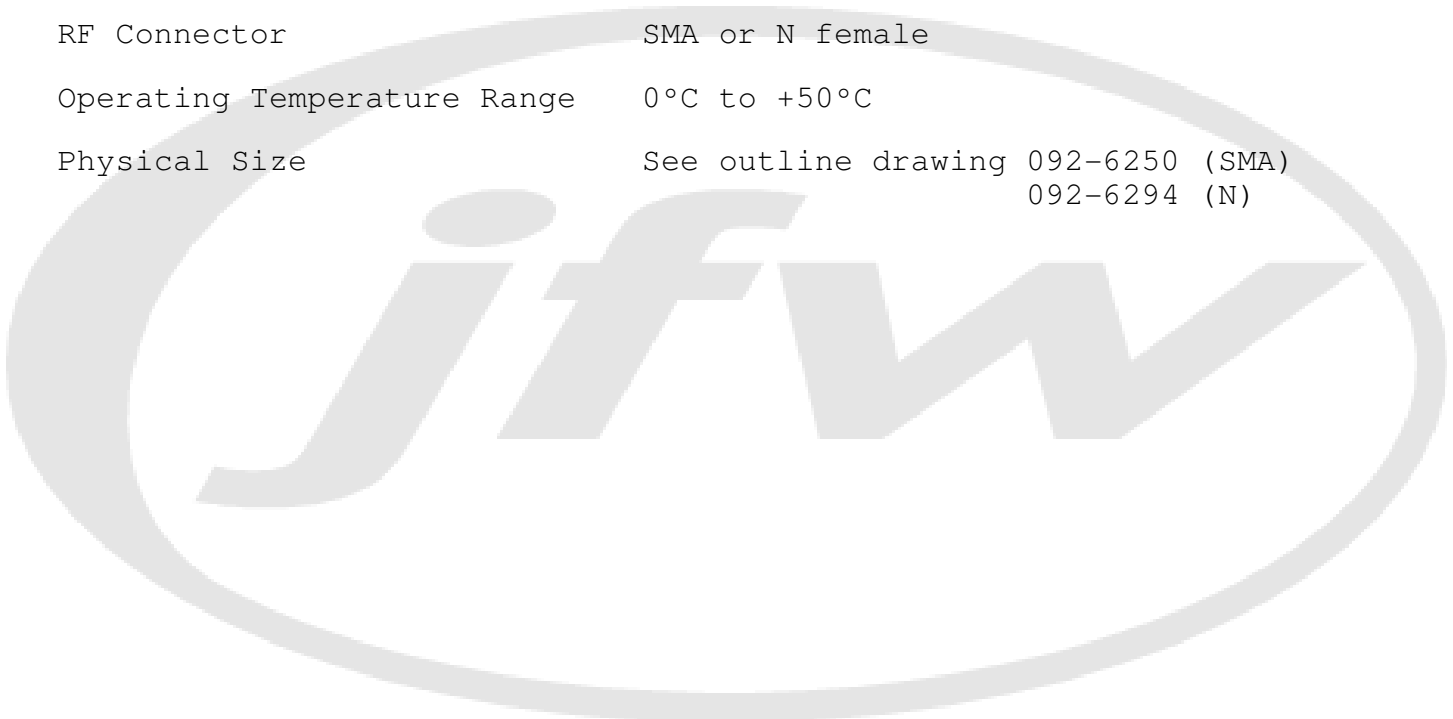 RF Connector SMA or N female
Operating Temperature Range 0°C to +50°C
Physical Size See outline drawing 092-6250 (SMA)
092-6294 (N)
jfw